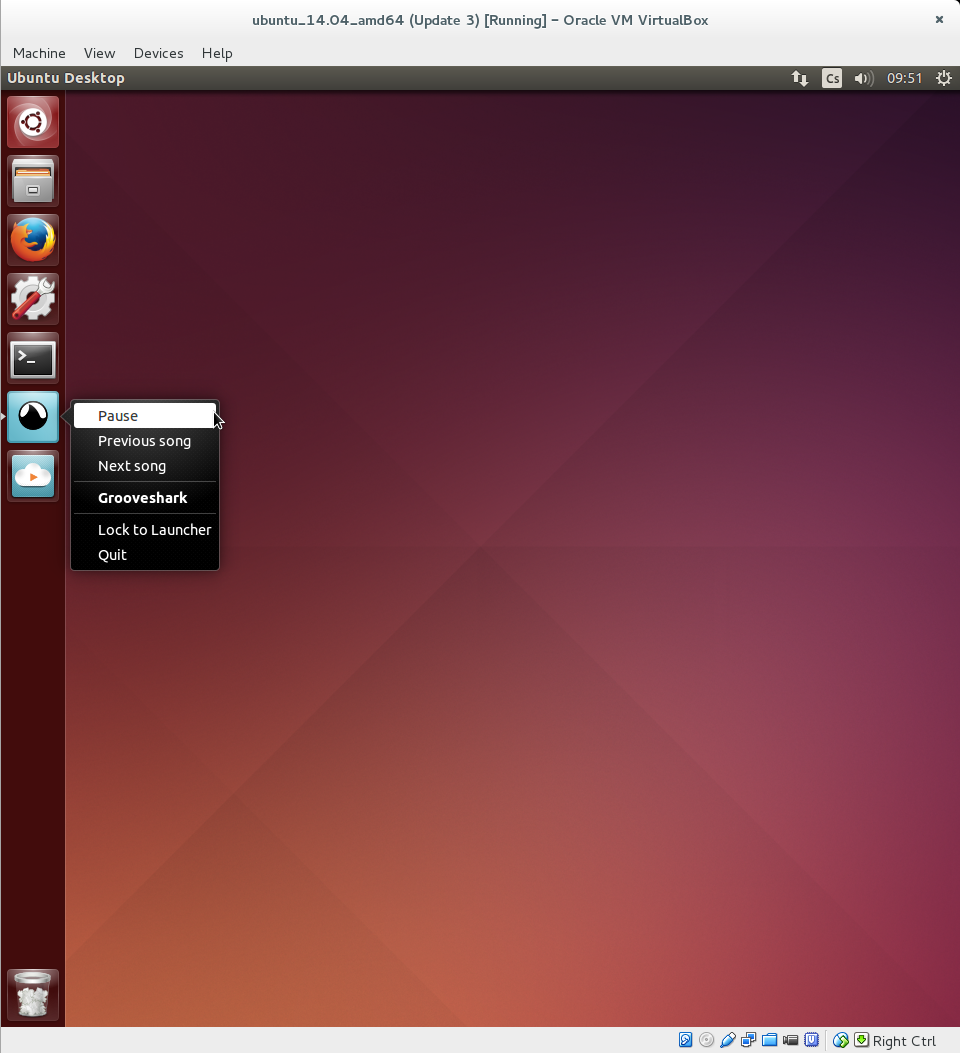 ubuntu_14.04_amd64 (Update 3) [Running] – Oracle VM VirtualBox
Machine View Devices Help
Ubuntu Desktop Cs 09:51
>_
Pause
Previous song
Next song
Grooveshark
Lock to Launcher
Quit
Right Ctrl